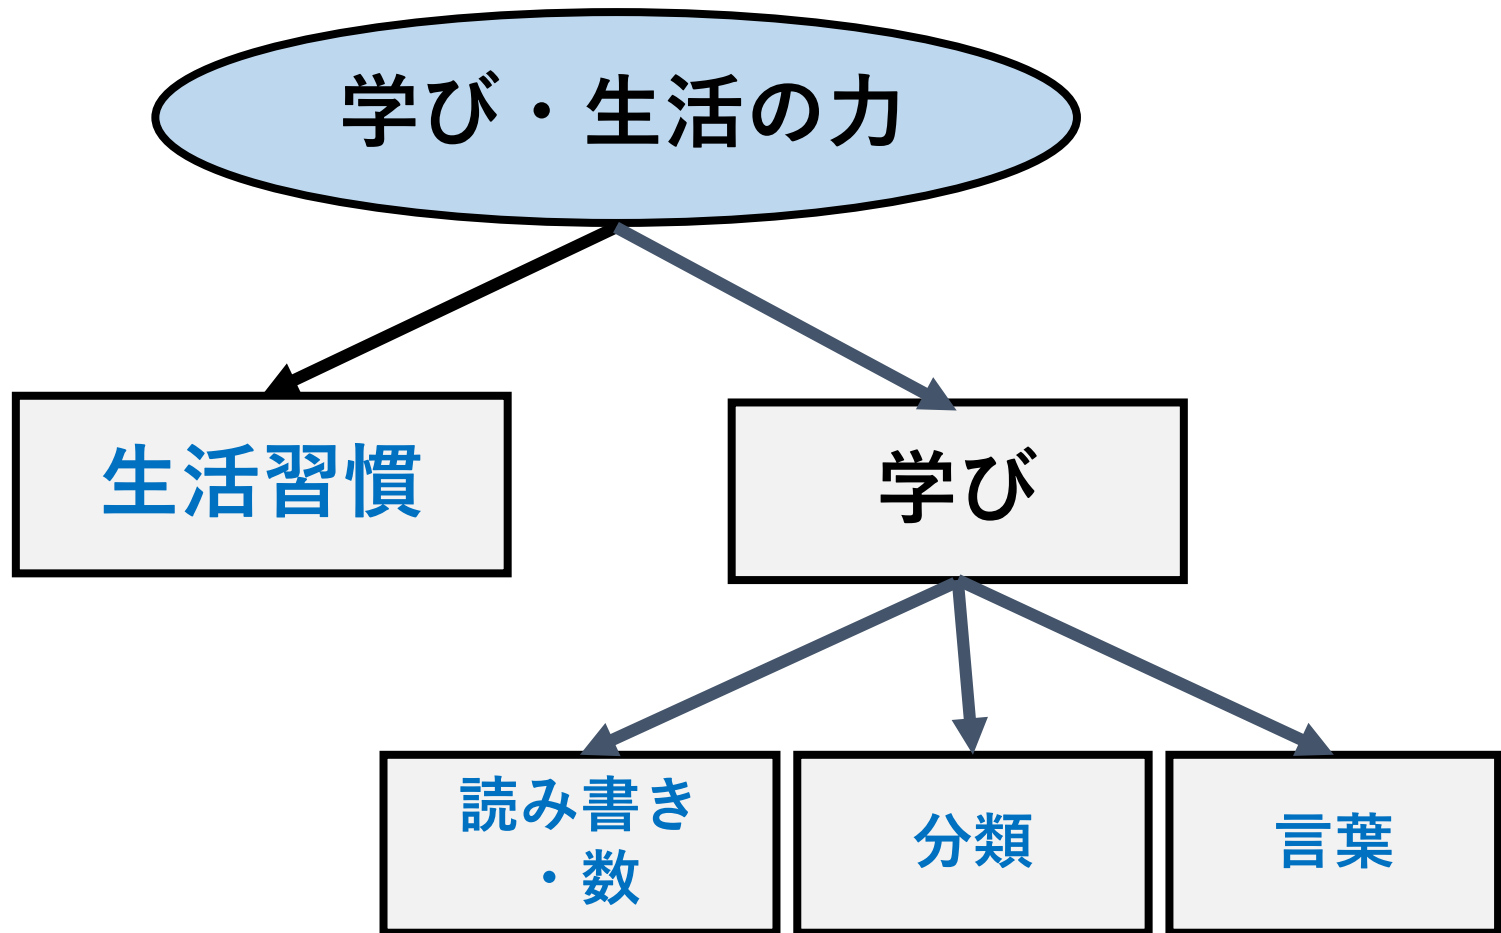 学び・生活の力
生活習慣
学び
読み書き
・数
分類
言葉